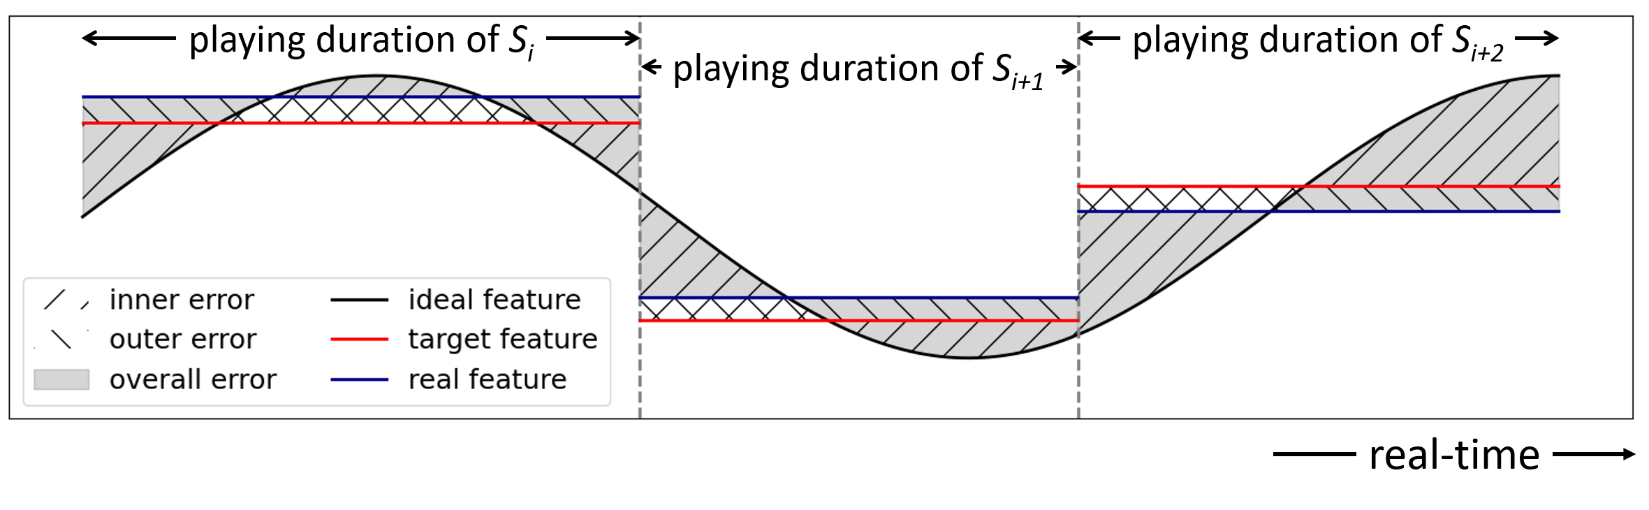 playing duration of Si
playing duration of Si+1
playing duration of Si+2
inner error
outer error
overall error
ideal feature
target feature
real feature
real-time